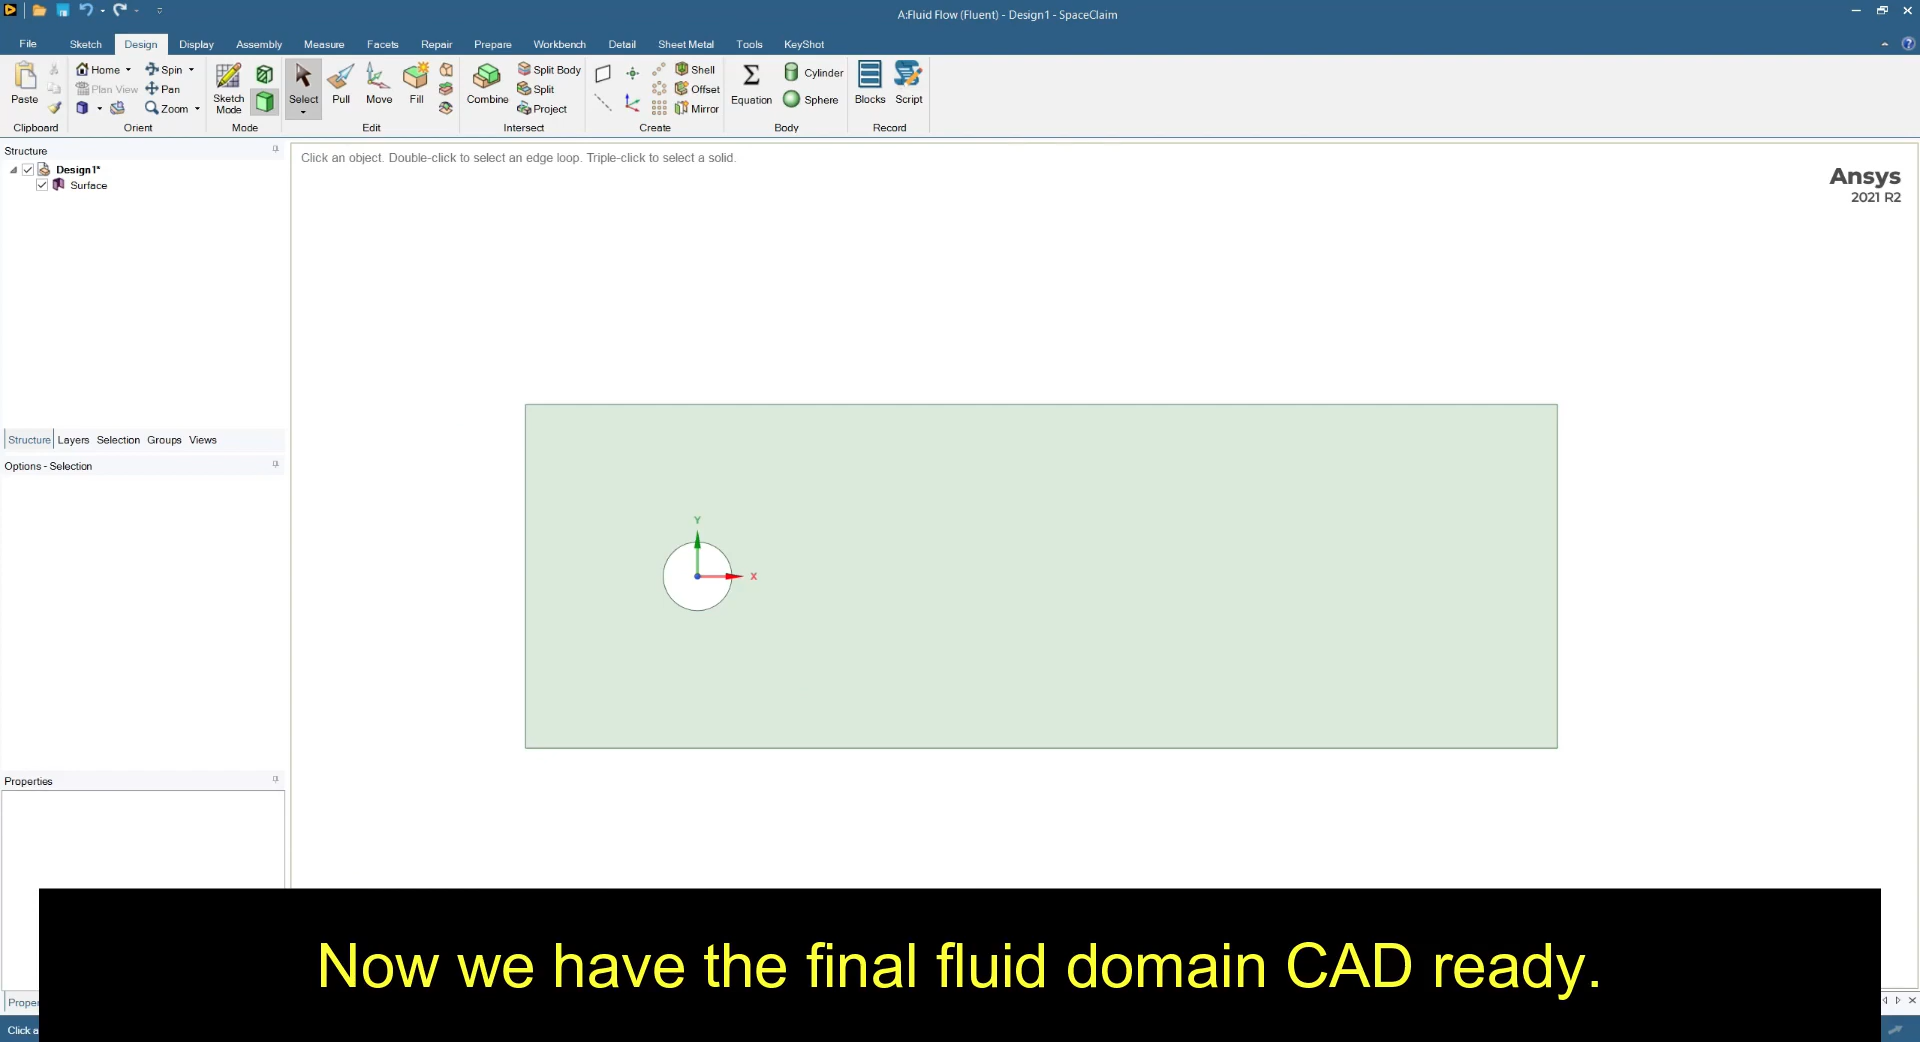 A:Fluid Flow (Fluent) - Design1 - SpaceClaim
File Sketch Design Display Assembly Measure Facets Repair Prepare Workbench Detail Sheet Metal Tools KeyShot
Paste
Clipboard
Home Spin
Plan View Pan
Zoom
Orient
Sketch Mode
Mode
Select Pull Move Fill
Edit
Combine
Split Body
Split
Project
Intersect
Shell
Offset
Mirror
Create
Equation
Cylinder
Sphere
Body
Blocks Script
Record
Structure
Design1*
Surface
Structure Layers Selection Groups Views
Options - Selection
Properties
Click an object. Double-click to select an edge loop. Triple-click to select a solid.
Ansys
2021 R2
Y
X
Proper
Click a
Now we have the final fluid domain CAD ready.